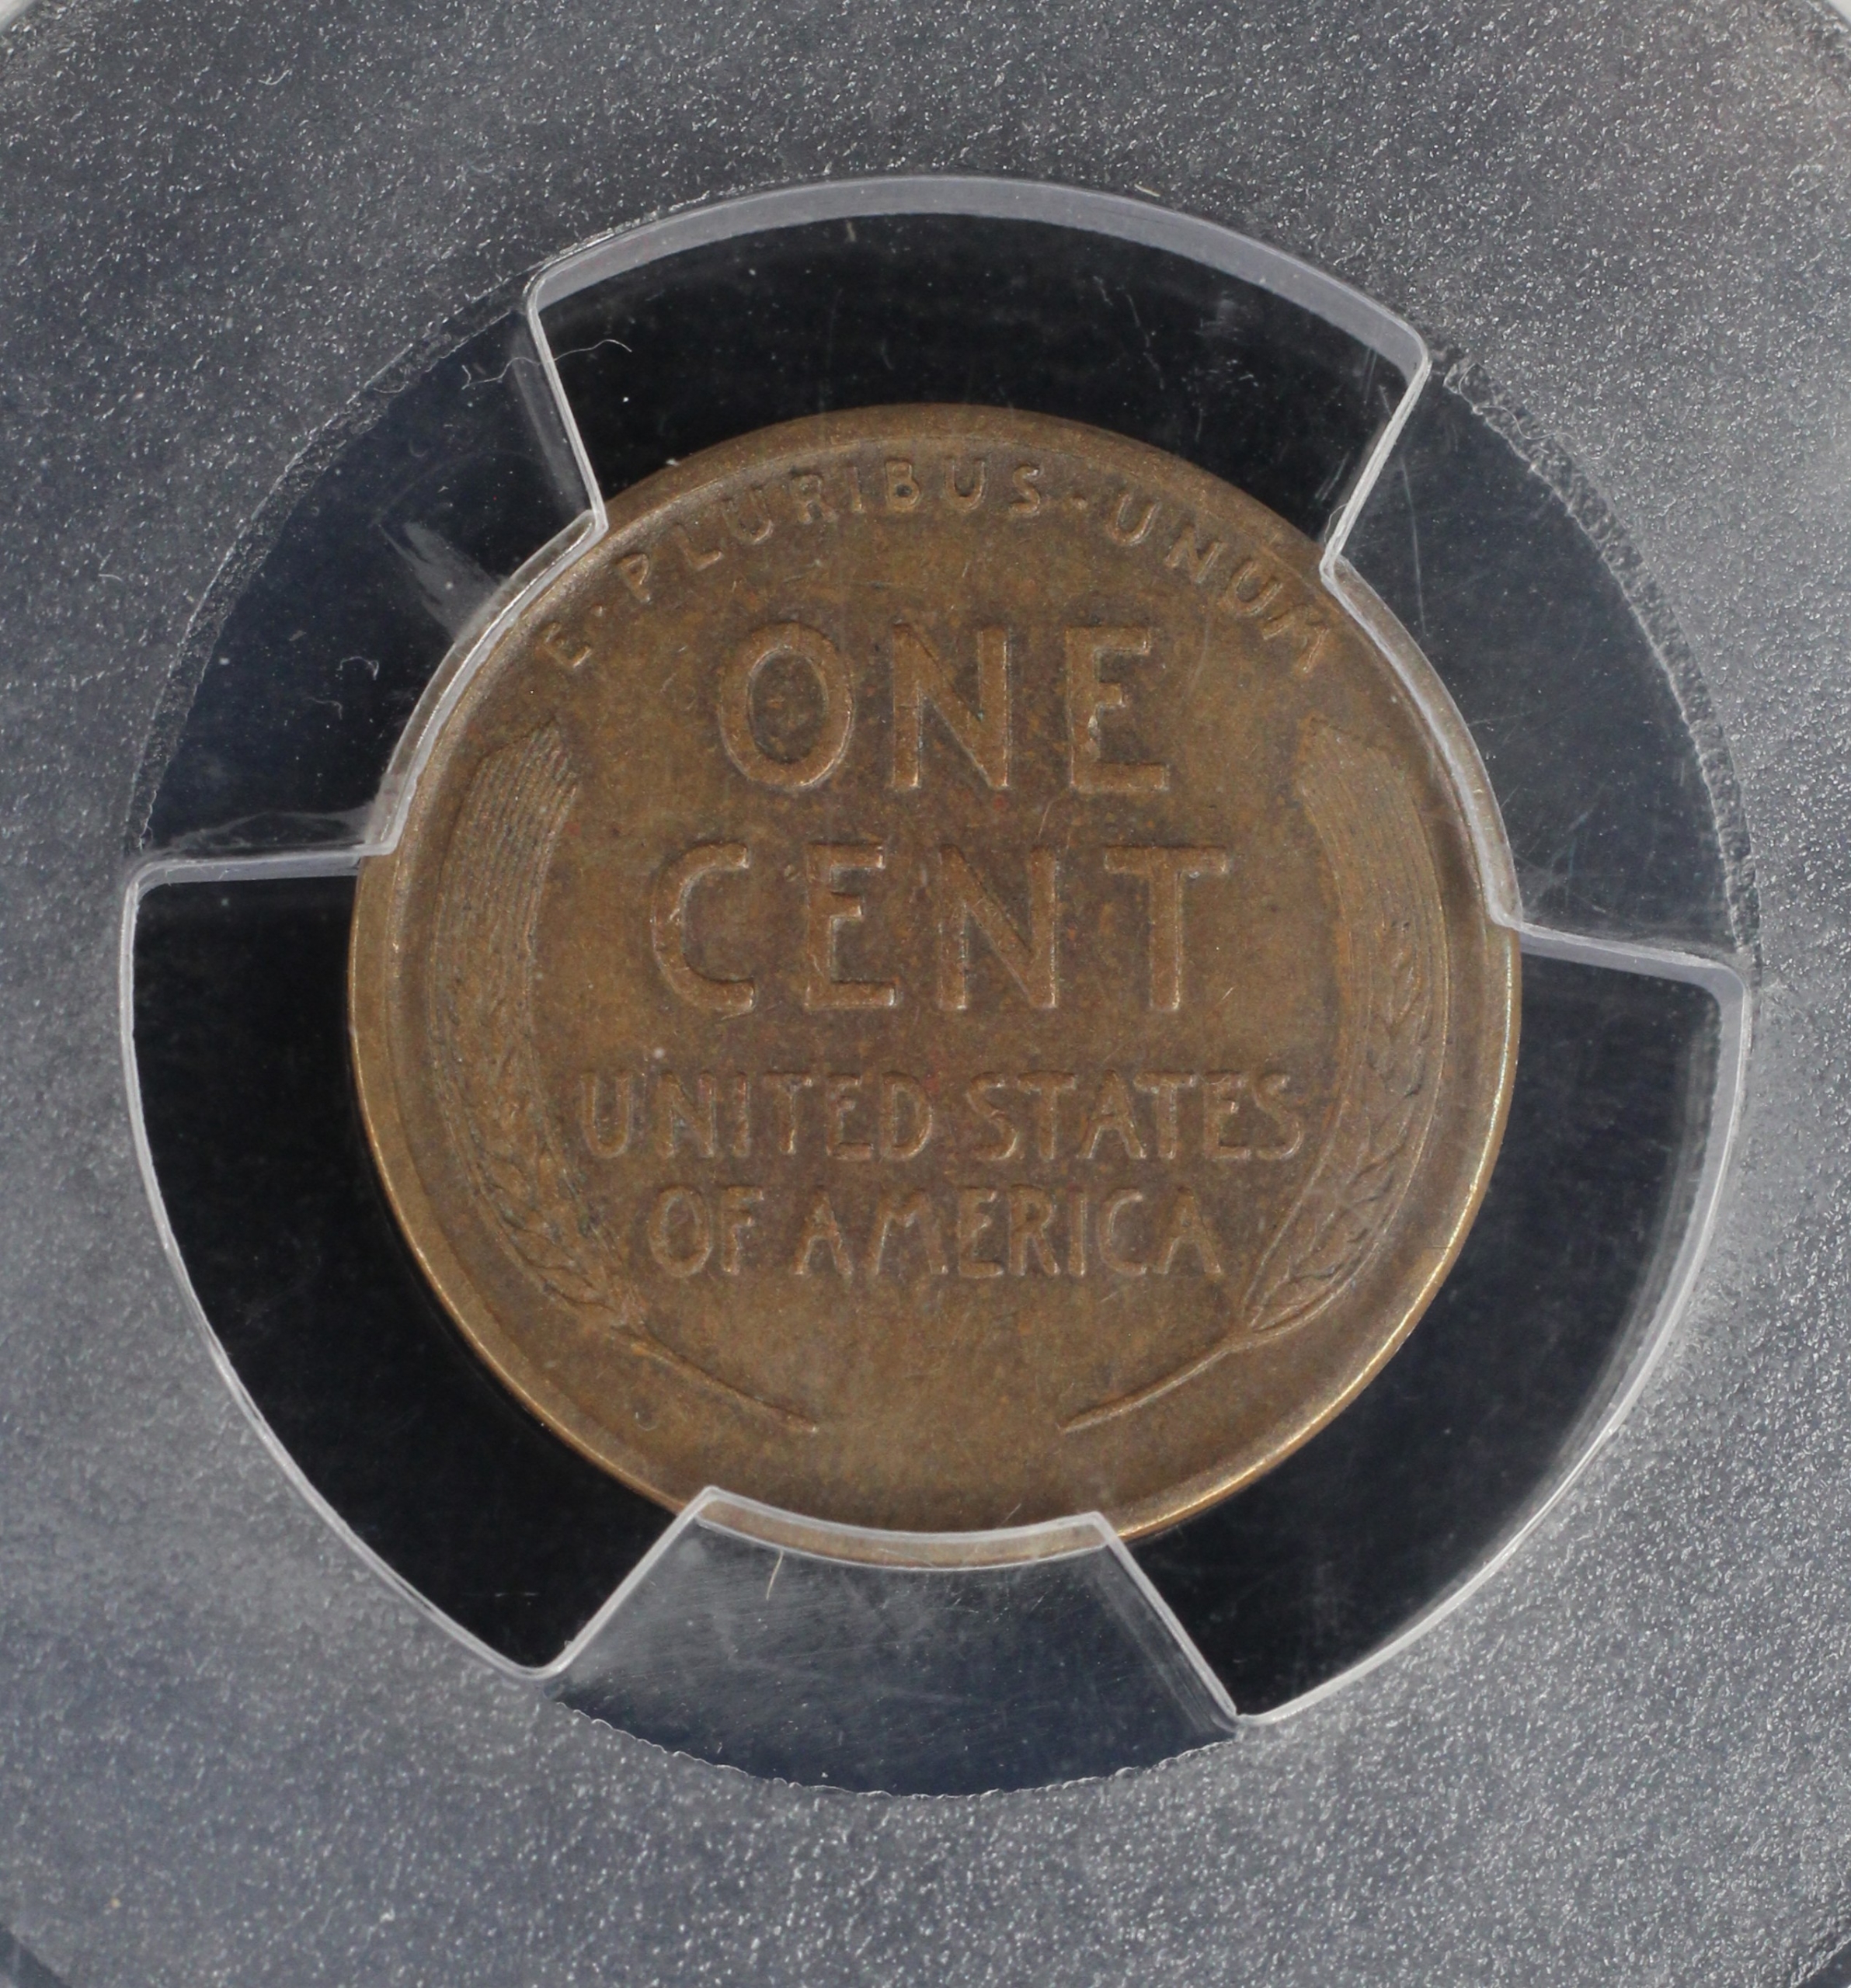 E·PLURIBUS·UNUM
ONE
CENT
UNITED STATES
OF AMERICA